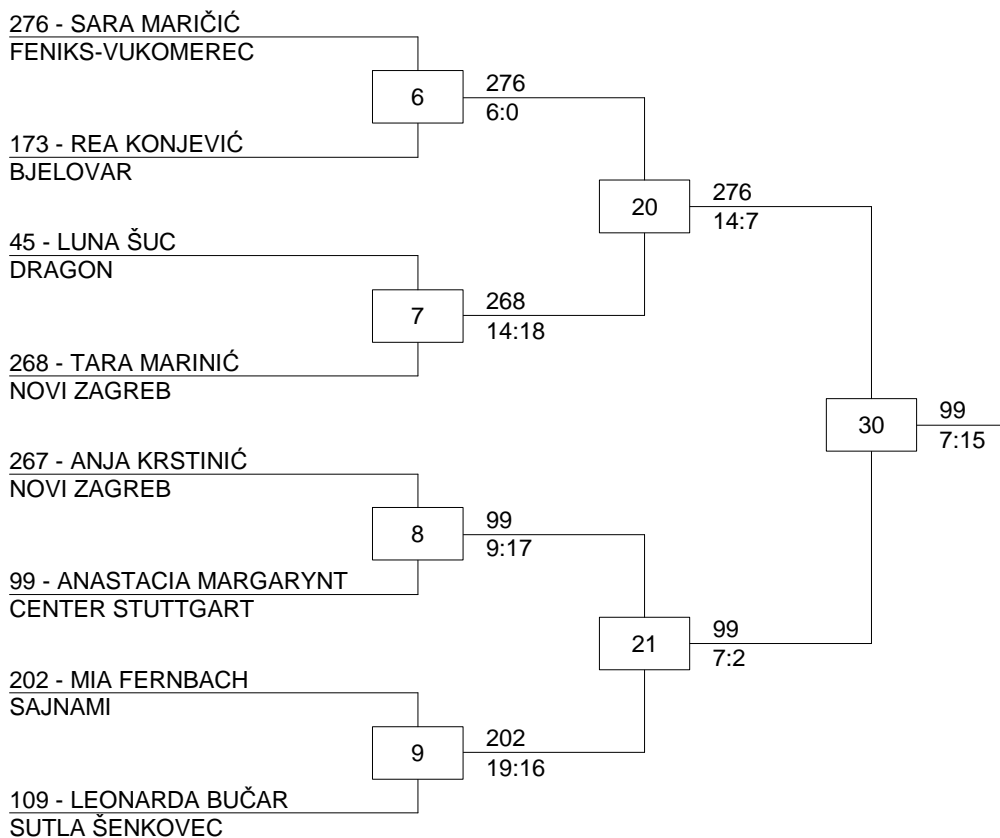 276 - SARA MARIČIĆ
FENIKS-VUKOMEREC
6
276
6:0
173 - REA KONJEVIĆ
BJELOVAR
20
276
14:7
45 - LUNA ŠUC
DRAGON
7
268
14:18
268 - TARA MARINIĆ
NOVI ZAGREB
30
99
7:15
267 - ANJA KRSTINIĆ
NOVI ZAGREB
8
99
9:17
99 - ANASTACIA MARGARYNT
CENTER STUTTGART
21
99
7:2
202 - MIA FERNBACH
SAJNAMI
9
202
19:16
109 - LEONARDA BUČAR
SUTLA ŠENKOVEC